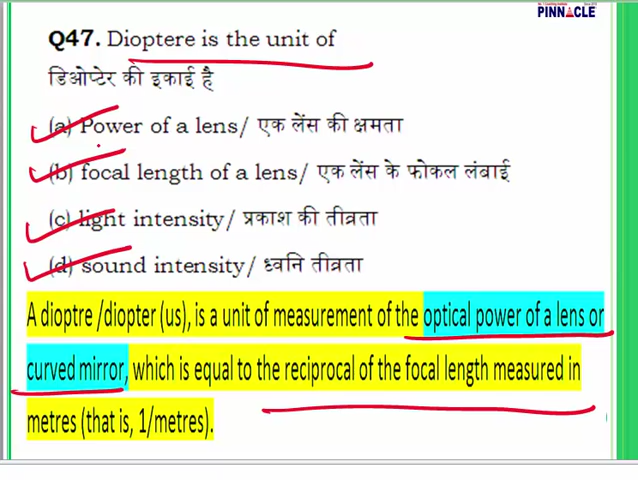 PINNACLE
Q47. Dioptere is the unit of
डिओप्टेर की इकाई है
(a) Power of a lens/ एक लेंस की क्षमता
(b) focal length of a lens/ एक लेंस के फोकल लंबाई
(c) light intensity/ प्रकाश की तीव्रता
(d) sound intensity/ ध्वनि तीव्रता
A dioptre /diopter (us), is a unit of measurement of the optical power of a lens or
curved mirror, which is equal to the reciprocal of the focal length measured in
metres (that is, 1/metres).